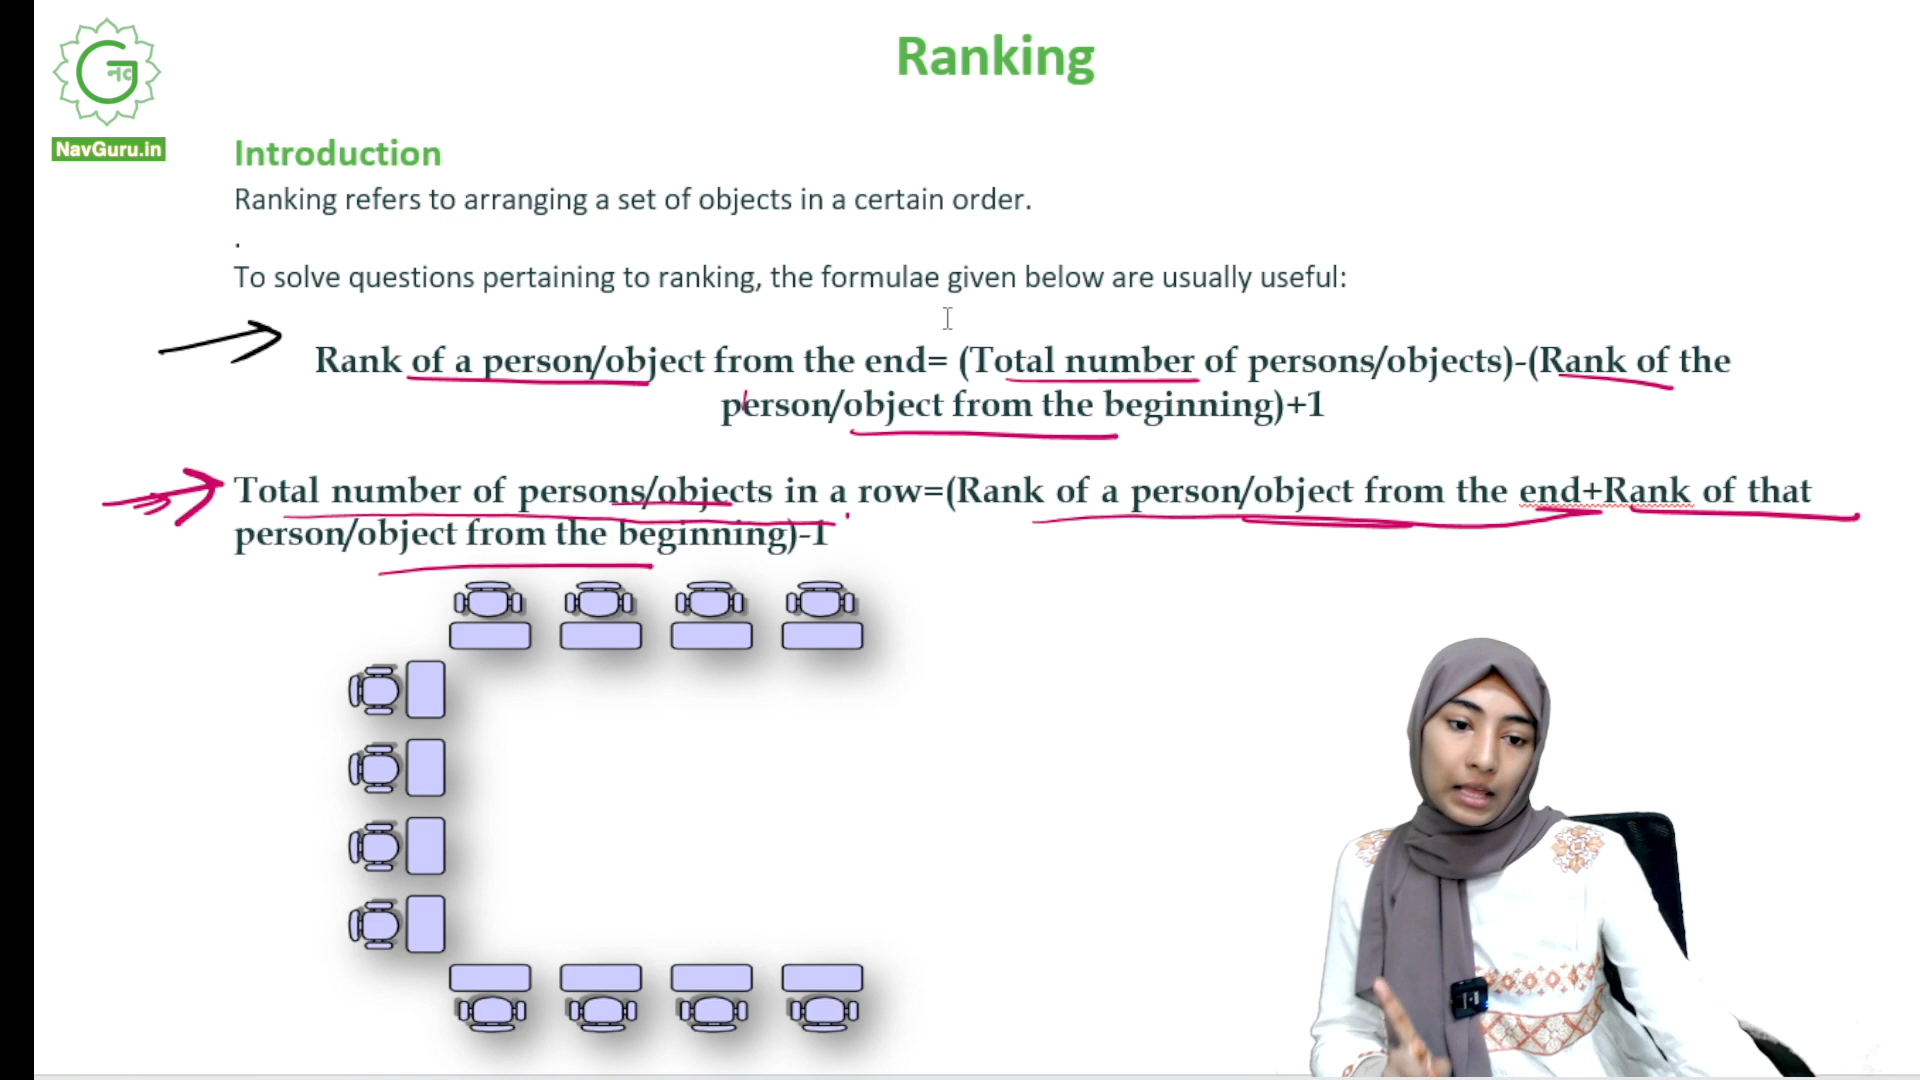 Ranking
नव
NavGuru.in
Introduction
Ranking refers to arranging a set of objects in a certain order.
.
To solve questions pertaining to ranking, the formulae given below are usually useful:
Rank of a person/object from the end= (Total number of persons/objects)-(Rank of the
person/object from the beginning)+1
Total number of persons/objects in a row=(Rank of a person/object from the end+Rank of that
person/object from the beginning)-1